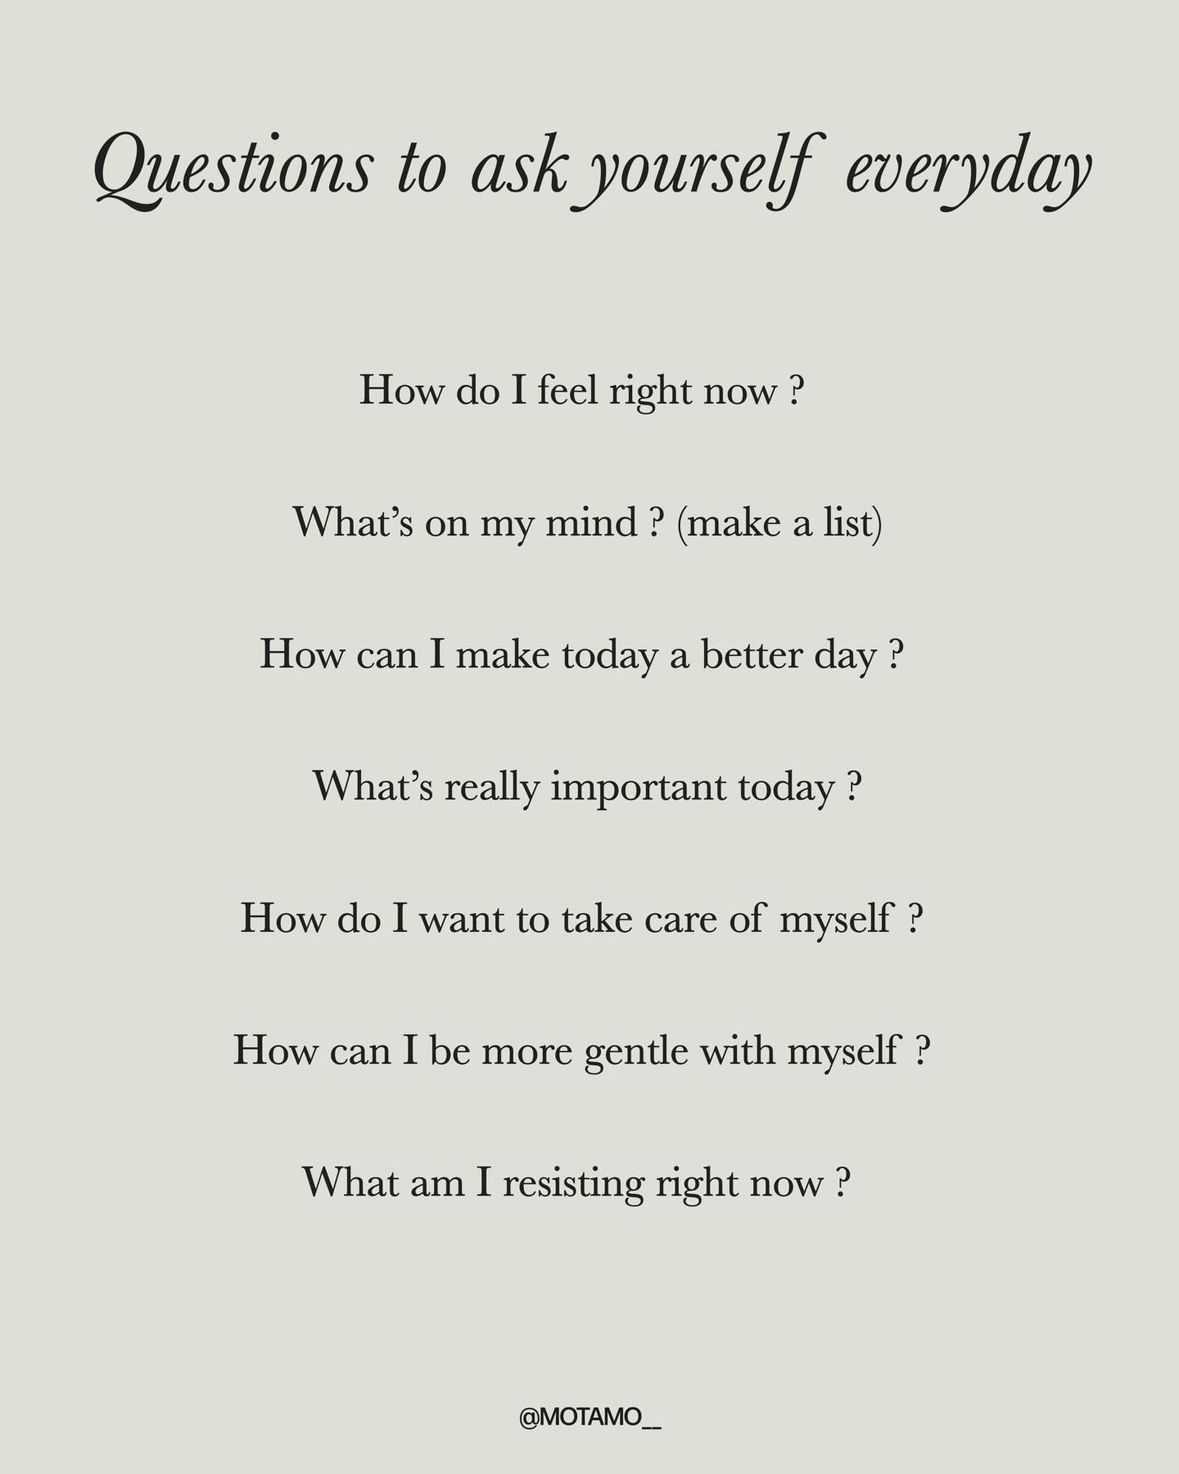 Questions to ask yourself everyday
How do I feel right now ?
What’s on my mind ? (make a list)
How can I make today a better day ?
What’s really important today ?
How do I want to take care of myself ?
How can I be more gentle with myself ?
What am I resisting right now ?
@MOTAMO__